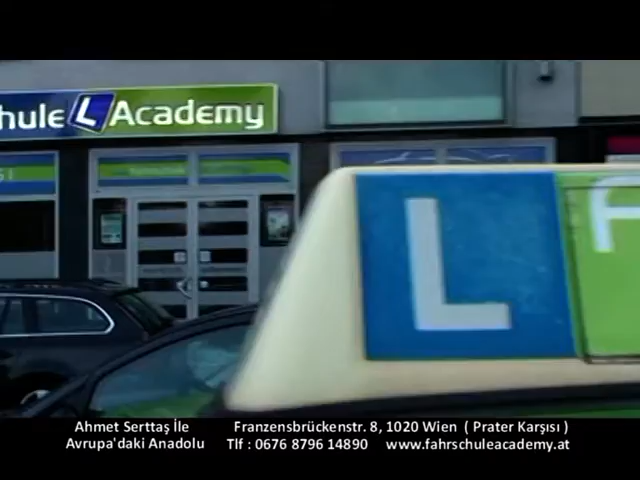 hule L Academy
L
Ahmet Serttaş İle
Avrupa'daki Anadolu
Franzensbrückenstr. 8, 1020 Wien ( Prater Karşısı )
Tlf : 0676 8796 14890 www.fahrschuleacademy.at